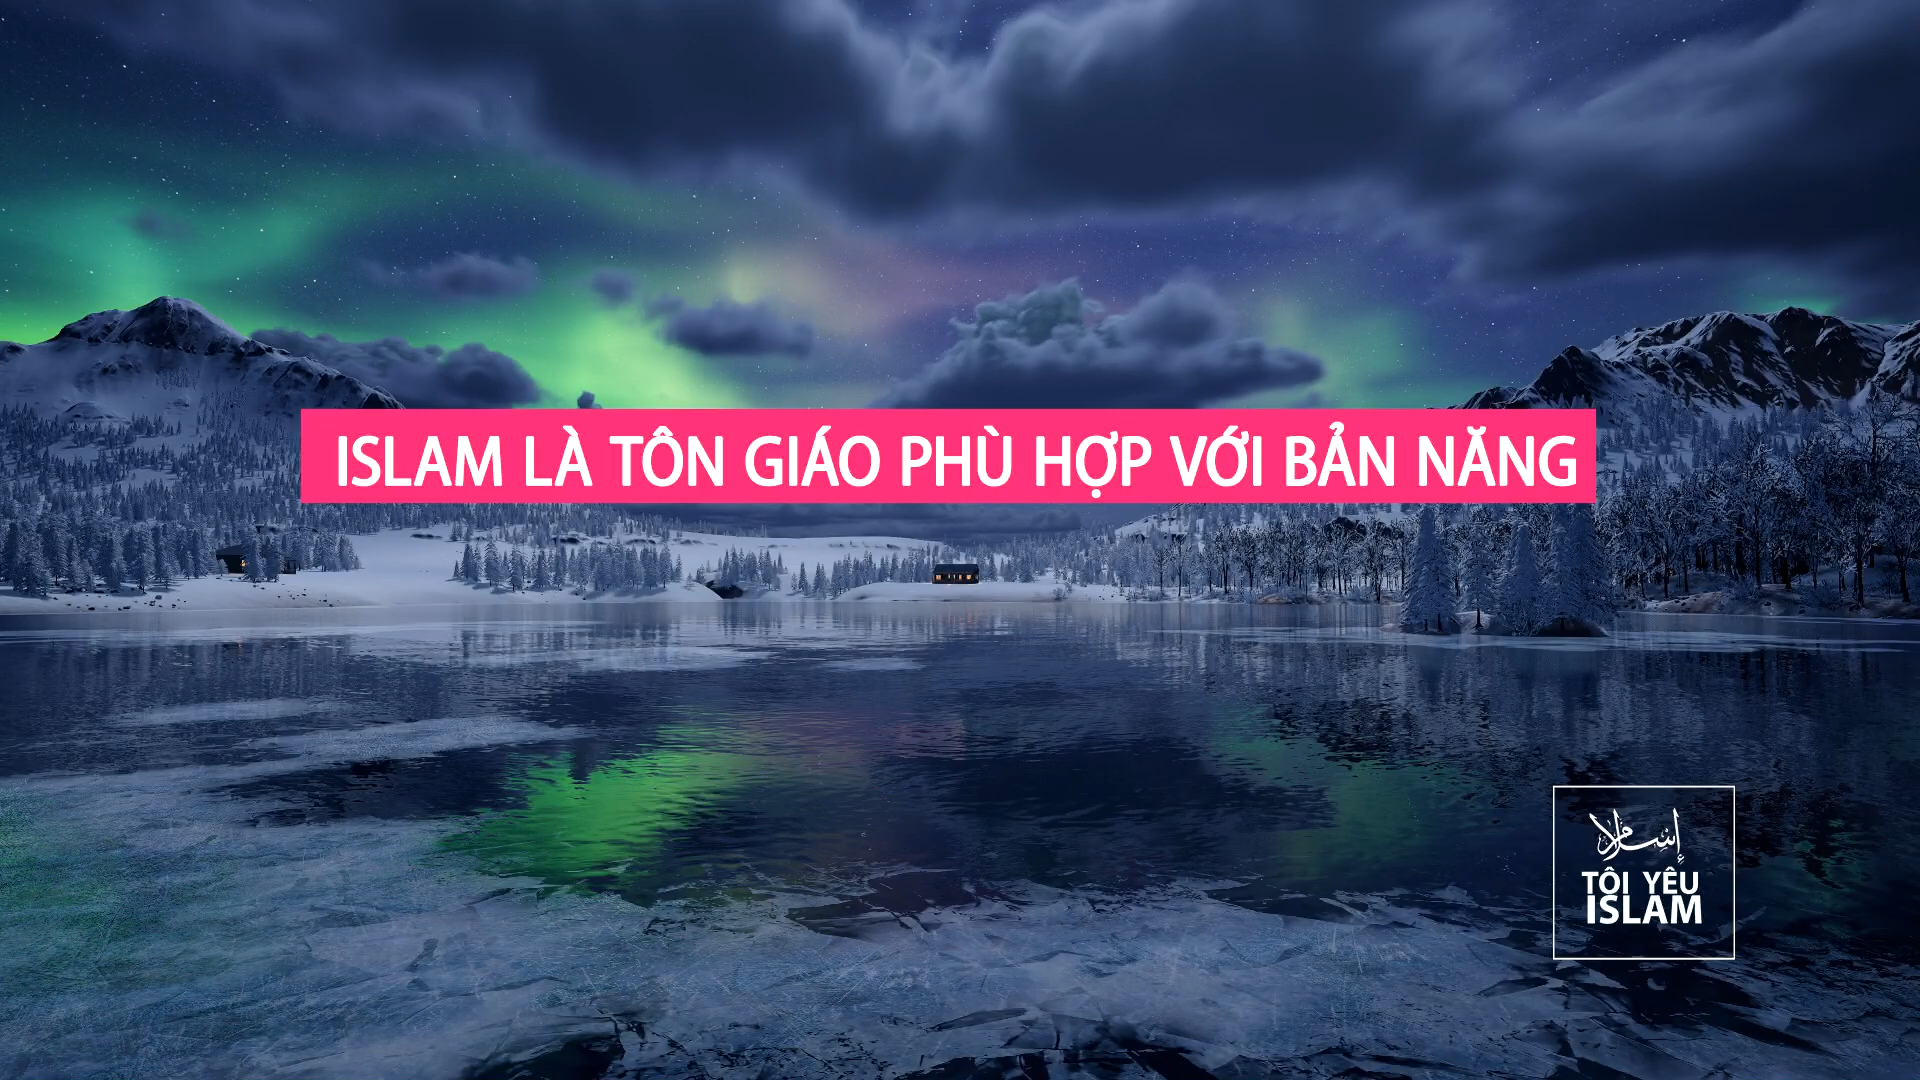 ISLAM LÀ TÔN GIÁO PHÙ HỢP VỚI BẢN NĂNG
إسلام
TÔI YÊU
ISLAM